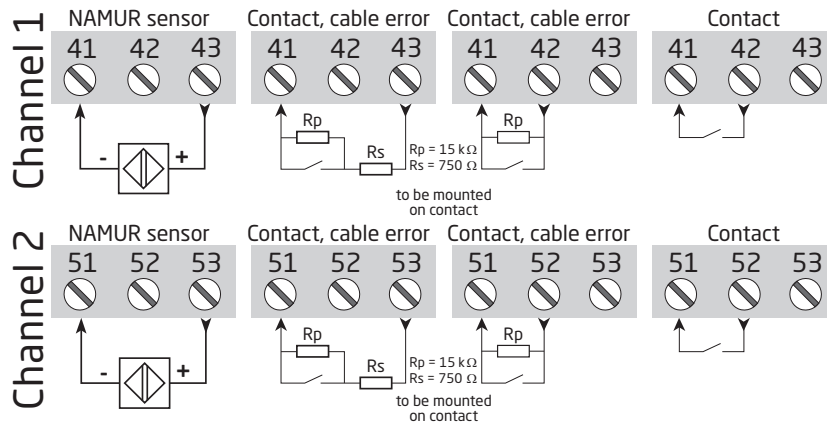 Channel 1
NAMUR sensor
41 42 43
- +
Contact, cable error
41 42 43
Rp
Rs
Rp = 15 kΩ
Rs = 750 Ω
to be mounted
on contact
Contact, cable error
41 42 43
Rp
Contact
41 42 43
Channel 2
NAMUR sensor
51 52 53
- +
Contact, cable error
51 52 53
Rp
Rs
Rp = 15 kΩ
Rs = 750 Ω
to be mounted
on contact
Contact, cable error
51 52 53
Rp
Contact
51 52 53